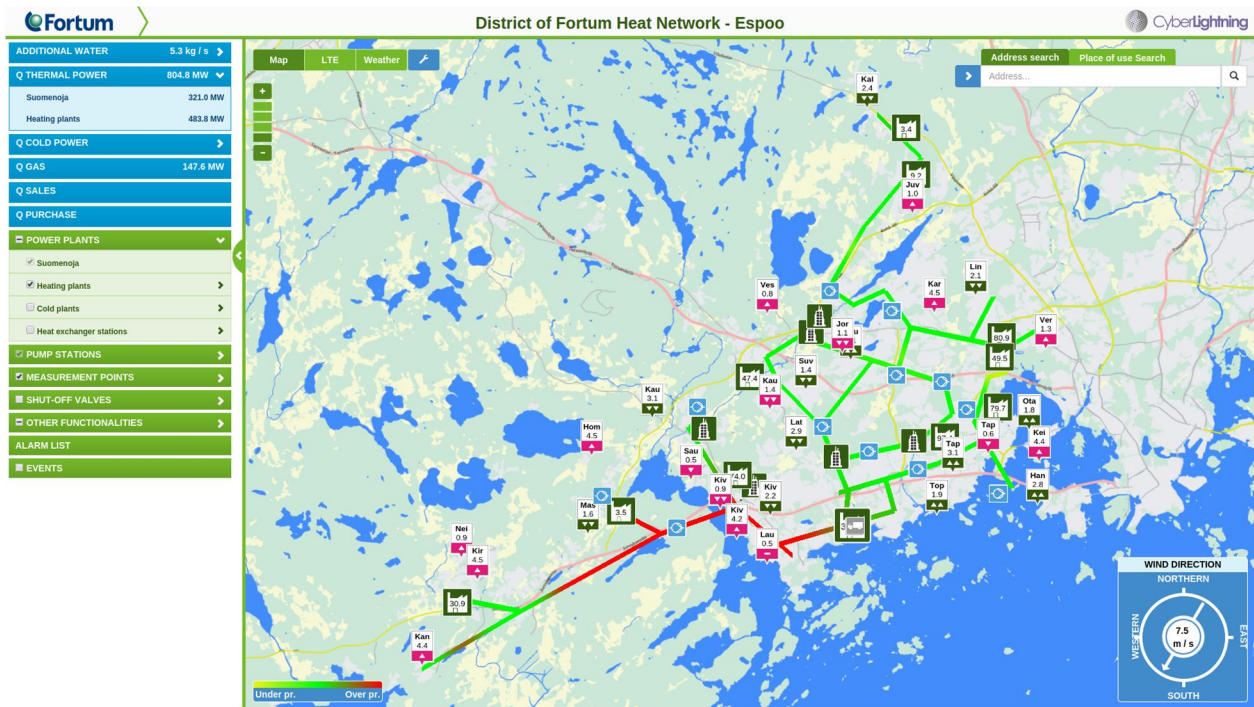 Fortum
District of Fortum Heat Network - Espoo
CyberLightning
ADDITIONAL WATER 5.3 kg / s
Q THERMAL POWER 804.8 MW
Suomenoja 321.0 MW
Heating plants 483.8 MW
Q COLD POWER
Q GAS 147.6 MW
Q SALES
Q PURCHASE
POWER PLANTS
Suomenoja
Heating plants
Cold plants
Heat exchanger stations
PUMP STATIONS
MEASUREMENT POINTS
SHUT-OFF VALVES
OTHER FUNCTIONALITIES
ALARM LIST
EVENTS
Map LTE Weather
Address search Place of use Search
Address...
+
-
Kal
2.4
3.4
9.2
Juv
1.0
Lin
2.1
Kar
4.5
Ves
0.8
Ver
1.3
Jor
1.1
80.9
49.5
Suv
1.4
47.4
Kau
1.4
Kau
3.1
79.7
Ota
1.8
Hom
4.5
Lat
2.9
Tap
0.6
Kei
4.4
Tap
3.1
Sau
0.5
Kiv
0.9
Kiv
2.2
Han
2.8
Top
1.9
Mas
1.6
3.5
Kiv
4.2
Nei
0.9
Lau
0.5
Kir
4.5
30.9
Kan
4.4
Under pr. Over pr.
WIND DIRECTION
NORTHERN
WESTERN
EAST
7.5
m / s
SOUTH